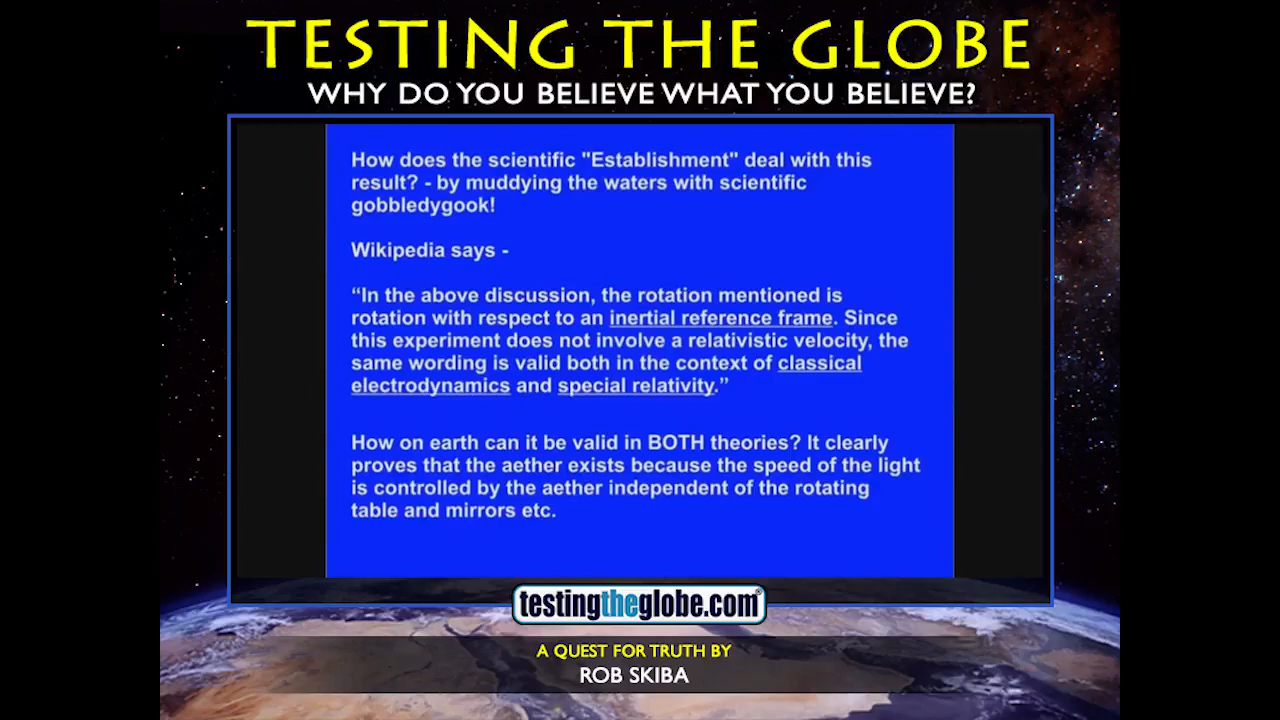 TESTING THE GLOBE
WHY DO YOU BELIEVE WHAT YOU BELIEVE?
How does the scientific "Establishment" deal with this
result? - by muddying the waters with scientific
gobbledygook!
Wikipedia says -
“In the above discussion, the rotation mentioned is
rotation with respect to an inertial reference frame. Since
this experiment does not involve a relativistic velocity, the
same wording is valid both in the context of classical
electrodynamics and special relativity.”
How on earth can it be valid in BOTH theories? It clearly
proves that the aether exists because the speed of the light
is controlled by the aether independent of the rotating
table and mirrors etc.
testingtheglobe.com®
A QUEST FOR TRUTH BY
ROB SKIBA